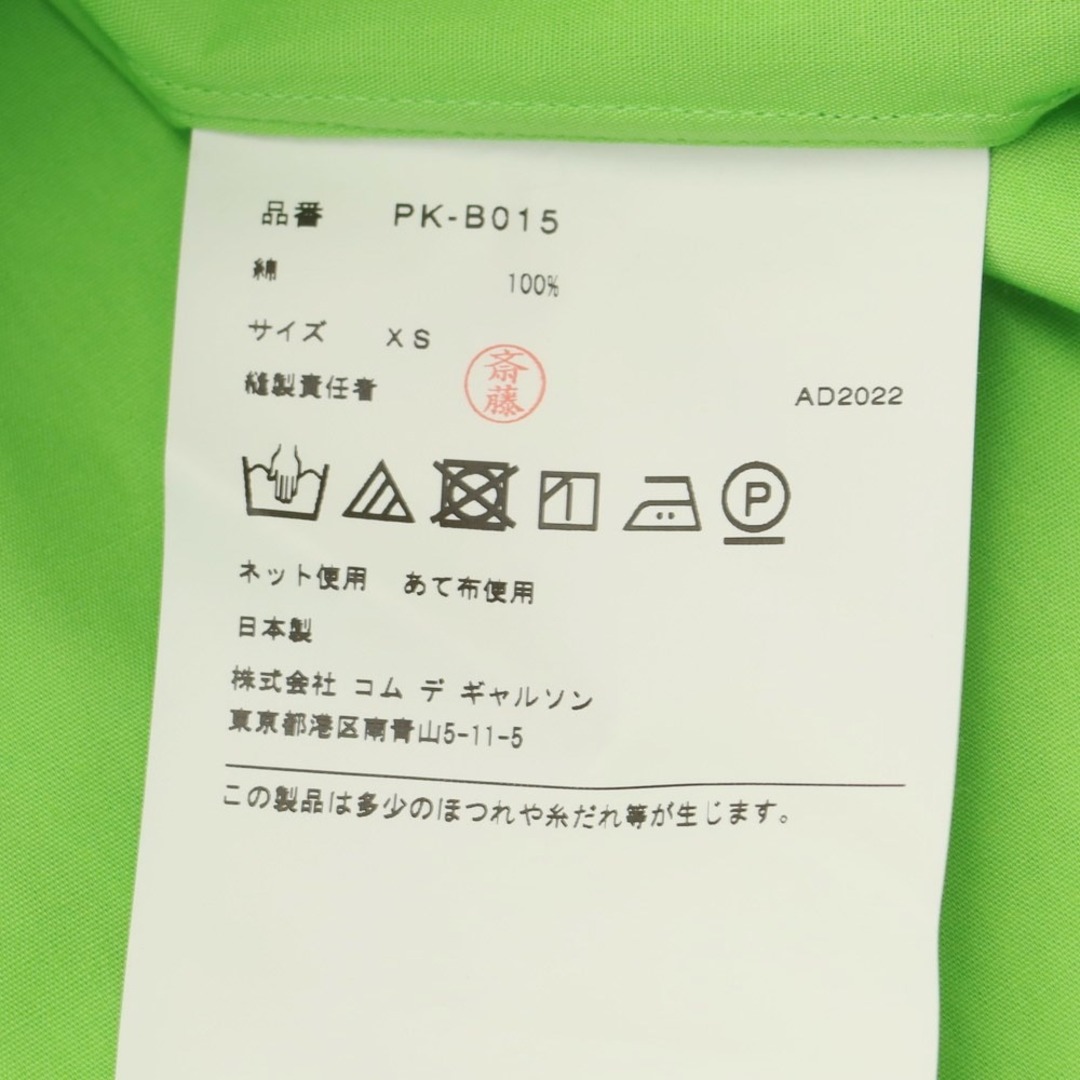 品番 PK-B015
綿 100%
サイズ XS
縫製責任者 斎藤 AD2022
P
ネット使用 あて布使用
日本製
株式会社 コム デ ギャルソン
東京都港区南青山5-11-5
この製品は多少のほつれや糸だれ等が生じます。